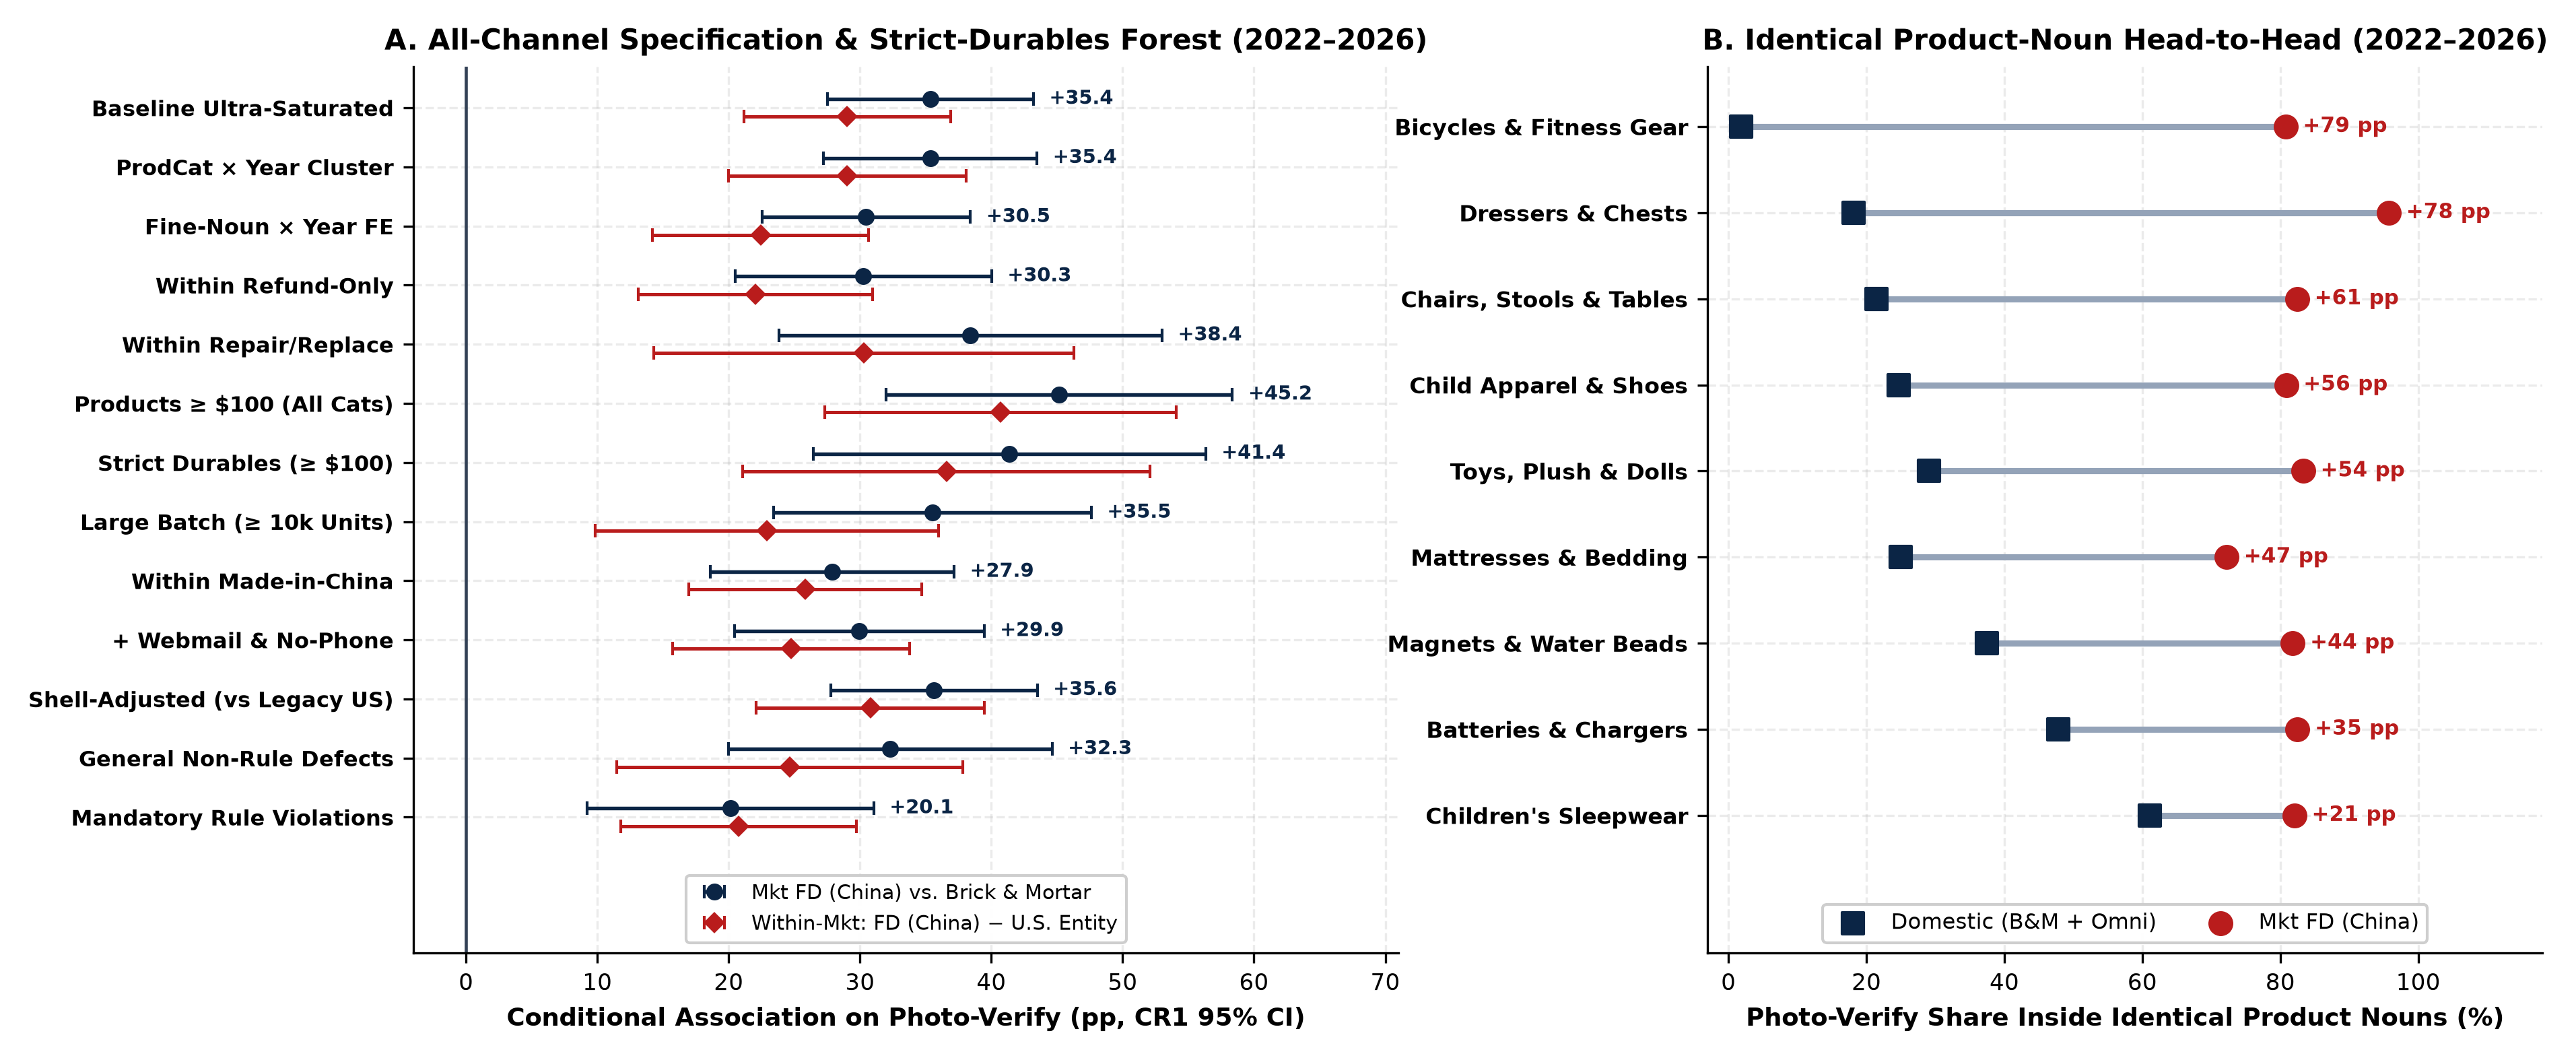 A. All-Channel Specification & Strict-Durables Forest (2022–2026)
Baseline Ultra-Saturated
+35.4
ProdCat × Year Cluster
+35.4
Fine-Noun × Year FE
+30.5
Within Refund-Only
+30.3
Within Repair/Replace
+38.4
Products ≥ $100 (All Cats)
+45.2
Strict Durables (≥ $100)
+41.4
Large Batch (≥ 10k Units)
+35.5
Within Made-in-China
+27.9
+ Webmail & No-Phone
+29.9
Shell-Adjusted (vs Legacy US)
+35.6
General Non-Rule Defects
+32.3
Mandatory Rule Violations
+20.1
Mkt FD (China) vs. Brick & Mortar
Within-Mkt: FD (China) − U.S. Entity
0 10 20 30 40 50 60 70
Conditional Association on Photo-Verify (pp, CR1 95% CI)
B. Identical Product-Noun Head-to-Head (2022–2026)
Bicycles & Fitness Gear
+79 pp
Dressers & Chests
+78 pp
Chairs, Stools & Tables
+61 pp
Child Apparel & Shoes
+56 pp
Toys, Plush & Dolls
+54 pp
Mattresses & Bedding
+47 pp
Magnets & Water Beads
+44 pp
Batteries & Chargers
+35 pp
Children's Sleepwear
+21 pp
Domestic (B&M + Omni)
Mkt FD (China)
0 20 40 60 80 100
Photo-Verify Share Inside Identical Product Nouns (%)